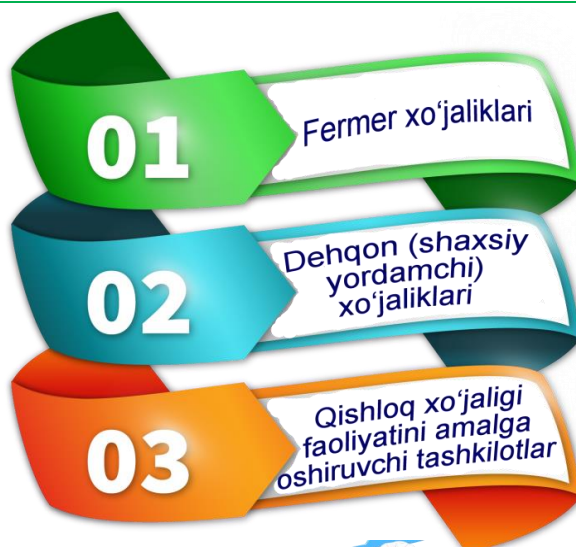 01
Fermer xo‘jaliklari
02
Dehqon (shaxsiy
yordamchi)
xo‘jaliklari
03
Qishloq xo‘jaligi
faoliyatini amalga
oshiruvchi tashkilotlar